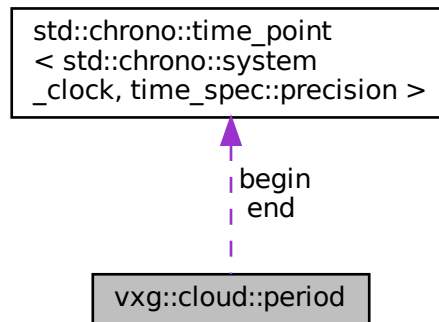 std::chrono::time_point
< std::chrono::system
_clock, time_spec::precision >
begin
end
vxg::cloud::period